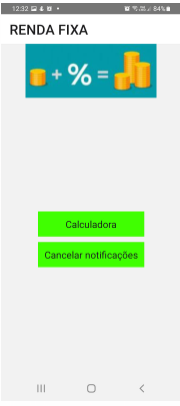 12:32
84%
RENDA FIXA
+ % =
Calculadora
Cancelar notificações